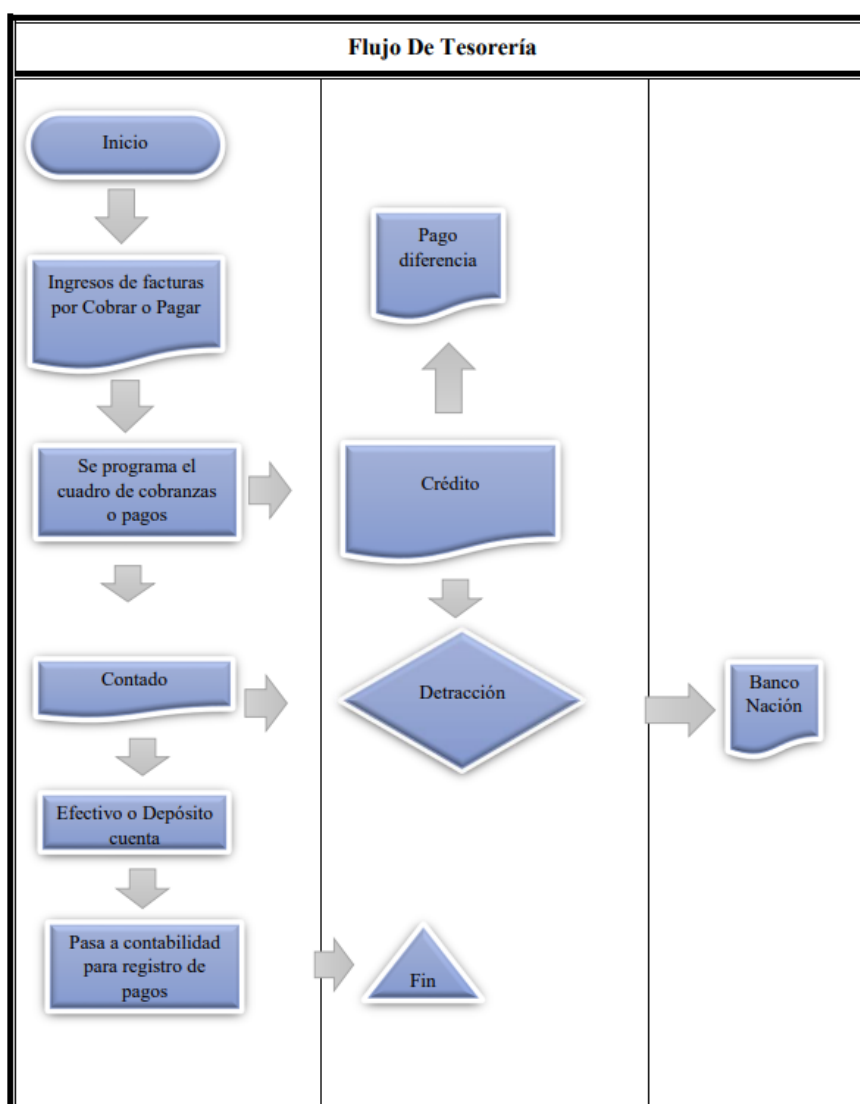 Flujo De Tesorería
Inicio
Ingresos de facturas
por Cobrar o Pagar
Se programa el
cuadro de cobranzas
o pagos
Contado
Efectivo o Depósito
cuenta
Pasa a contabilidad
para registro de
pagos
Pago
diferencia
Crédito
Detracción
Fin
Banco
Nación